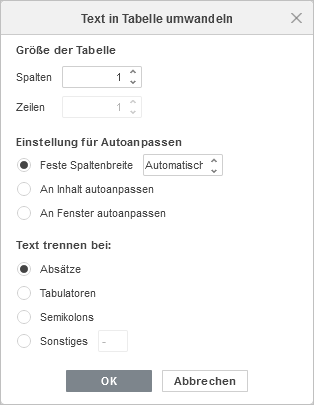 Text in Tabelle umwandeln
Größe der Tabelle
Spalten 1
Zeilen 1
Einstellung für Autoanpassen
Feste Spaltenbreite Automatisch
An Inhalt autoanpassen
An Fenster autoanpassen
Text trennen bei:
Absätze
Tabulatoren
Semikolons
Sonstiges -
OK Abbrechen